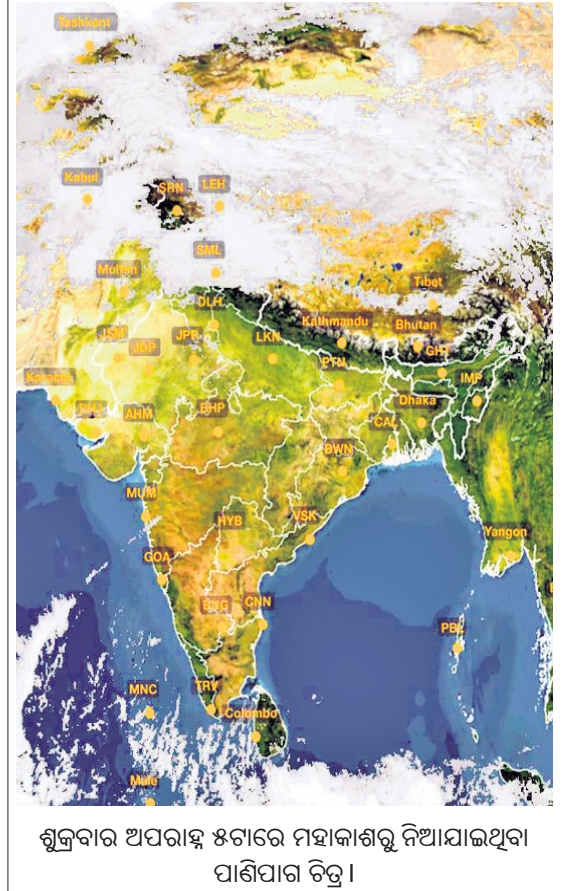 Tashkent
Kabul
SRN LEH
SML
Multan
Tibet
DLH
Kathmandu Bhutan
JSM JDP JPR LKN GHT
PTN IMP
Karachi
BHJ AHM BHP Dhaka
CAL
BWN
MUM
HYB VSK
Yangon
GOA
BNG CNN
PBL
MNC TRV
Colombo
Male
ଶୁକ୍ରବାର ଅପରାହ୍ନ ୫ଟାରେ ମହାକାଶରୁ ନିଆଯାଇଥିବା
ପାଣିପାଗ ଚିତ୍ର।